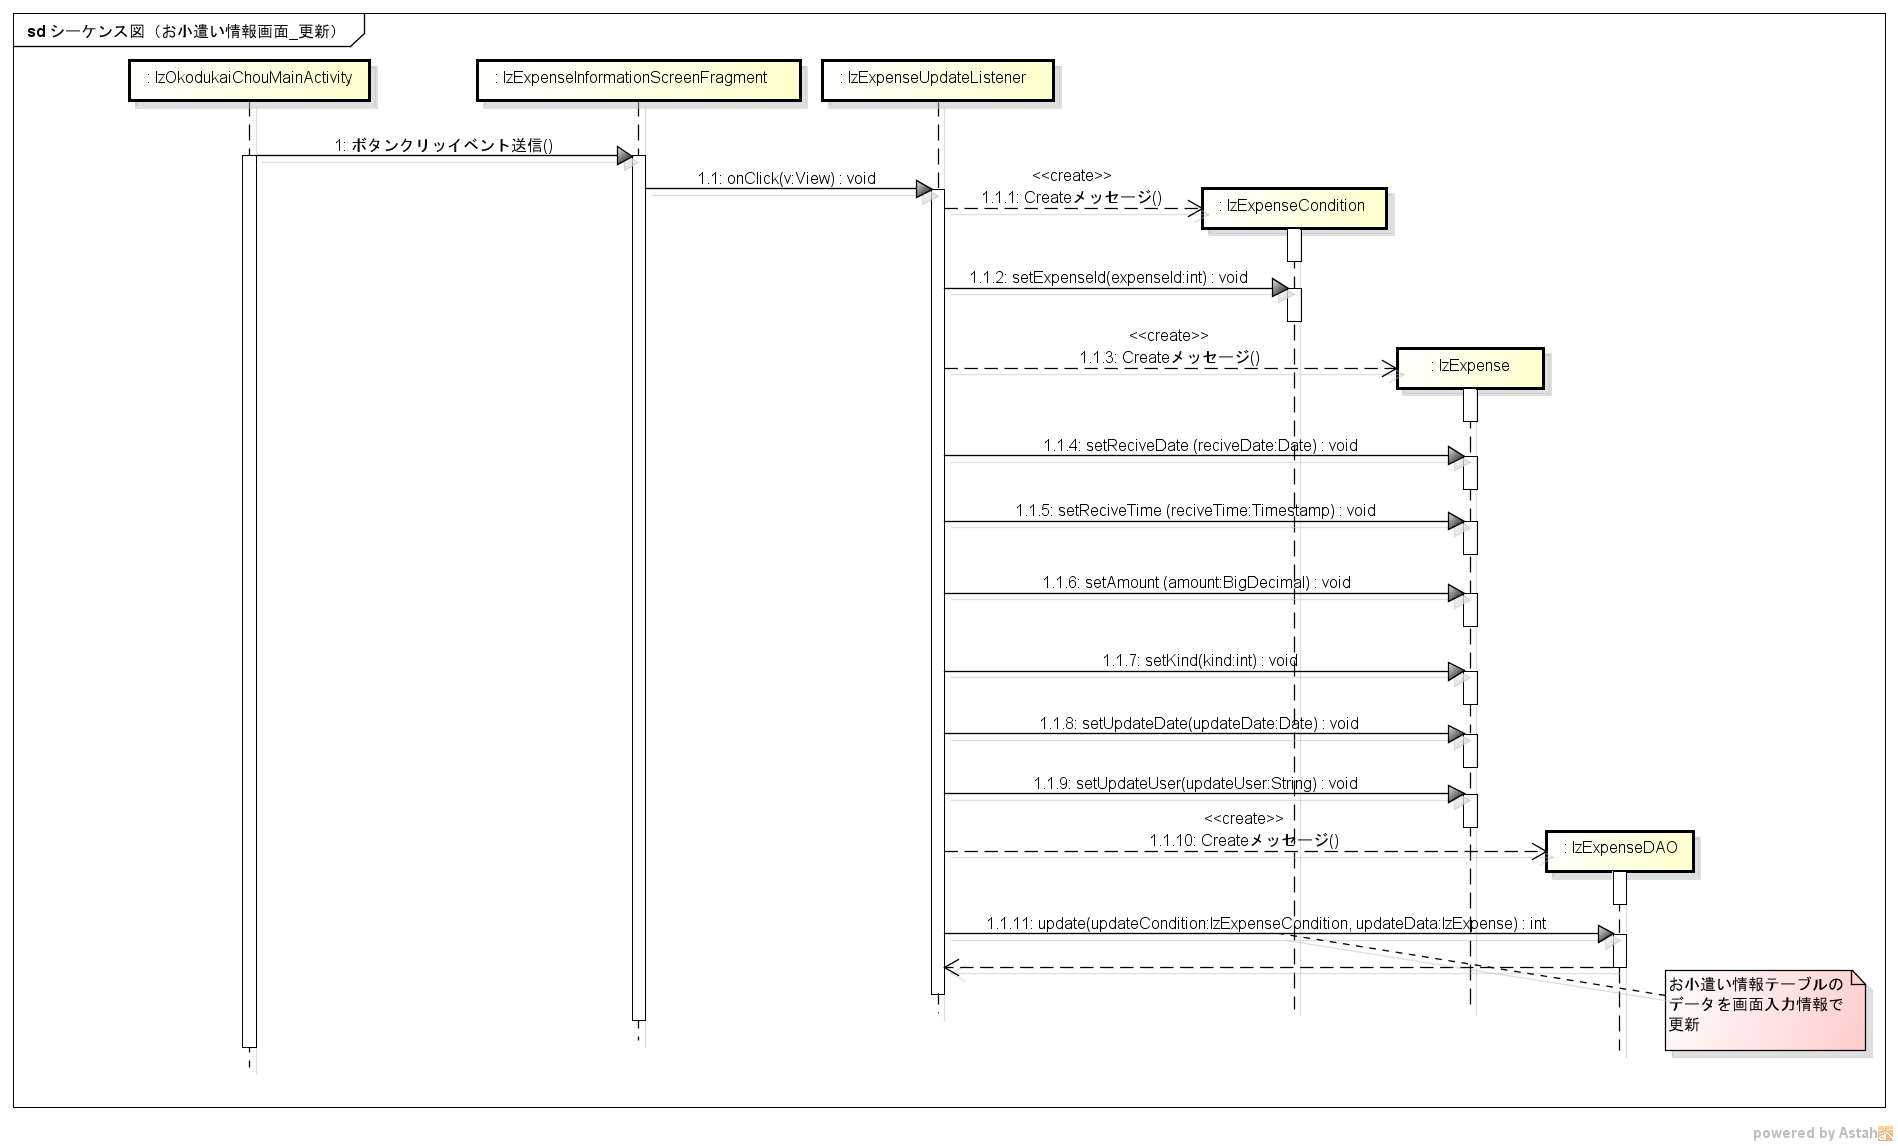 sd シーケンス図（お小遣い情報画面_更新）
: IzOkodukaiChouMainActivity
: IzExpenseInformationScreenFragment
: IzExpenseUpdateListener
1: ボタンクリッイベント送信()
1.1: onClick(v:View) : void
<<create>>
1.1.1: Createメッセージ()
: IzExpenseCondition
1.1.2: setExpenseId(expenseId:int) : void
<<create>>
1.1.3: Createメッセージ()
: IzExpense
1.1.4: setReciveDate (reciveDate:Date) : void
1.1.5: setReciveTime (reciveTime:Timestamp) : void
1.1.6: setAmount (amount:BigDecimal) : void
1.1.7: setKind(kind:int) : void
1.1.8: setUpdateDate(updateDate:Date) : void
1.1.9: setUpdateUser(updateUser:String) : void
<<create>>
1.1.10: Createメッセージ()
: IzExpenseDAO
1.1.11: update(updateCondition:IzExpenseCondition, updateData:IzExpense) : int
お小遣い情報テーブルの
データを画面入力情報で
更新
powered by Astah